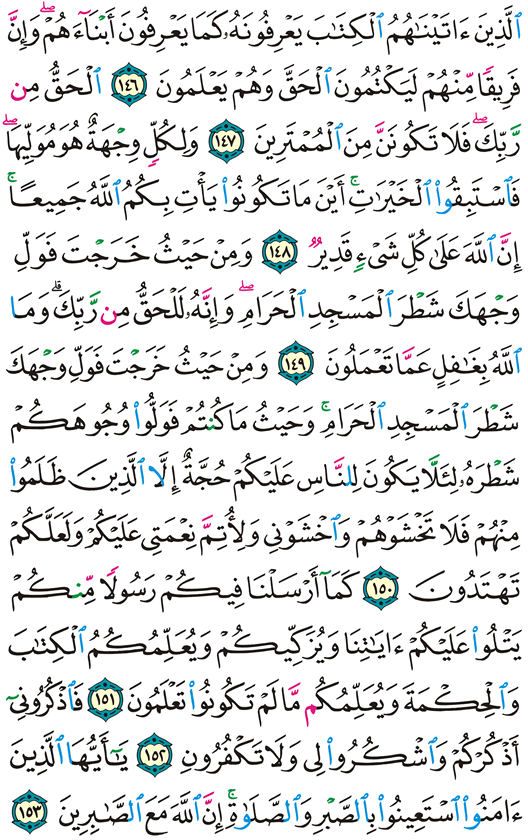 ٱلَّذِينَ ءَاتَيْنَٰهُمُ ٱلْكِتَٰبَ يَعْرِفُونَهُۥ كَمَا يَعْرِفُونَ أَبْنَآءَهُمْ ۖ وَإِنَّ
فَرِيقًا مِّنْهُمْ لَيَكْتُمُونَ ٱلْحَقَّ وَهُمْ يَعْلَمُونَ ١٤٦ ٱلْحَقُّ مِن
رَّبِّكَ ۖ فَلَا تَكُونَنَّ مِنَ ٱلْمُمْتَرِينَ ١٤٧ وَلِكُلٍّ وِجْهَةٌ هُوَ مُوَلِّيهَا ۖ
فَٱسْتَبِقُوا۟ ٱلْخَيْرَٰتِ ۚ أَيْنَ مَا تَكُونُوا۟ يَأْتِ بِكُمُ ٱللَّهُ جَمِيعًا ۚ
إِنَّ ٱللَّهَ عَلَىٰ كُلِّ شَىْءٍ قَدِيرٌ ١٤٨ وَمِنْ حَيْثُ خَرَجْتَ فَوَلِّ
وَجْهَكَ شَطْرَ ٱلْمَسْجِدِ ٱلْحَرَامِ ۖ وَإِنَّهُۥ لَلْحَقُّ مِن رَّبِّكَ ۗ وَمَا
ٱللَّهُ بِغَٰفِلٍ عَمَّا تَعْمَلُونَ ١٤٩ وَمِنْ حَيْثُ خَرَجْتَ فَوَلِّ وَجْهَكَ
شَطْرَ ٱلْمَسْجِدِ ٱلْحَرَامِ ۚ وَحَيْثُ مَا كُنتُمْ فَوَلُّوا۟ وُجُوهَكُمْ
شَطْرَهُۥ لِئَلَّا يَكُونَ لِلنَّاسِ عَلَيْكُمْ حُجَّةٌ إِلَّا ٱلَّذِينَ ظَلَمُوا۟
مِنْهُمْ فَلَا تَخْشَوْهُمْ وَٱخْشَوْنِى وَلِأُتِمَّ نِعْمَتِى عَلَيْكُمْ وَلَعَلَّكُمْ
تَهْتَدُونَ ١٥٠ كَمَآ أَرْسَلْنَا فِيكُمْ رَسُولًا مِّنكُمْ
يَتْلُوا۟ عَلَيْكُمْ ءَايَٰتِنَا وَيُزَكِّيكُمْ وَيُعَلِّمُكُمُ ٱلْكِتَٰبَ
وَٱلْحِكْمَةَ وَيُعَلِّمُكُم مَّا لَمْ تَكُونُوا۟ تَعْلَمُونَ ١٥١ فَٱذْكُرُونِىٓ
أَذْكُرْكُمْ وَٱشْكُرُوا۟ لِى وَلَا تَكْفُرُونِ ١٥٢ يَٰٓأَيُّهَا ٱلَّذِينَ
ءَامَنُوا۟ ٱسْتَعِينُوا۟ بِٱلصَّبْرِ وَٱلصَّلَوٰةِ ۚ إِنَّ ٱللَّهَ مَعَ ٱلصَّٰبِرِينَ ١٥٣